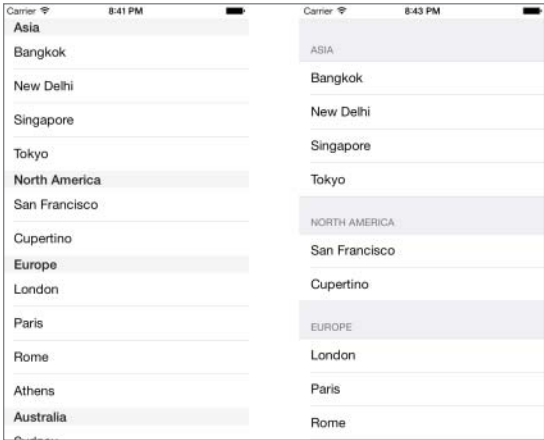 Carrier 8:41 PM
Asia
Bangkok
New Delhi
Singapore
Tokyo
North America
San Francisco
Cupertino
Europe
London
Paris
Rome
Athens
Australia
Carrier 8:43 PM
ASIA
Bangkok
New Delhi
Singapore
Tokyo
NORTH AMERICA
San Francisco
Cupertino
EUROPE
London
Paris
Rome